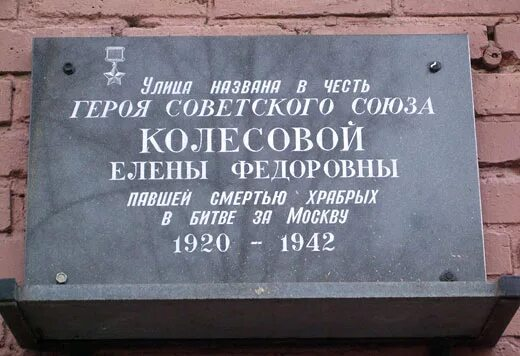 Улица названа в честь
Героя Советского Союза
Колесовой
Елены Федоровны
павшей смертью храбрых
в битве за Москву
1920 - 1942